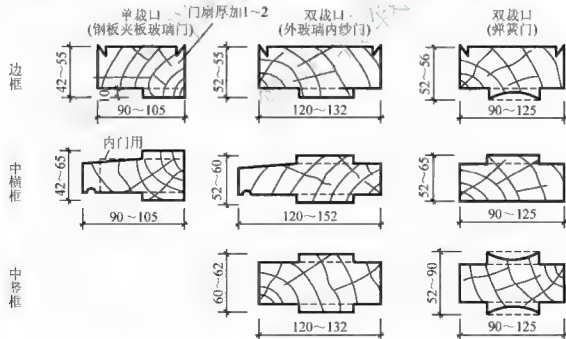 单裁口
(钢板夹板玻璃门)
门扇厚加1~2
双裁口
(外玻璃内纱门)
双裁口
(弹簧门)
边框
42~55
10
90~105
52~55
120~132
52~56
90~125
中横框
内门用
42~65
90~105
52~60
120~152
52~65
90~125
中竖框
60~62
120~132
52~90
90~125